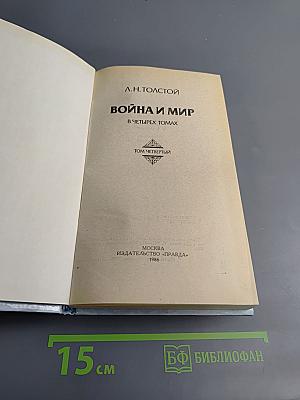 Л. Н. ТОЛСТОЙ
ВОЙНА И МИР
В ЧЕТЫРЕХ ТОМАХ
ТОМ ЧЕТВЕРТЫЙ
МОСКВА
ИЗДАТЕЛЬСТВО «ПРАВДА»
1986
15 см
БФ БИБЛИОФАН